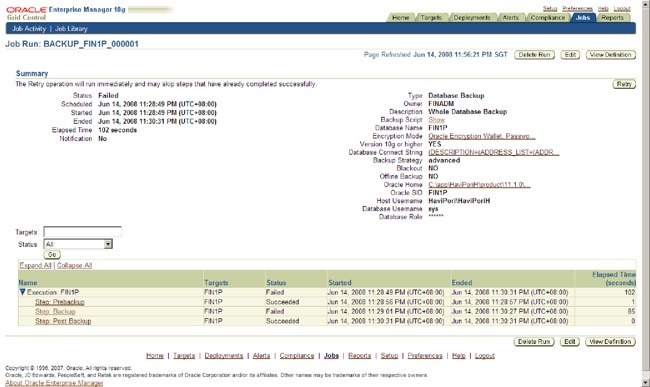 ORACLE Enterprise Manager 10g
Grid Control
Setup Preferences Help Logout
Home Targets Deployments Alerts Compliance Jobs Reports
Job Activity | Job Library
Job Run: BACKUP_FIN1P_000001
Page Refreshed Jun 14, 2008 11:56:21 PM SGT Delete Run Edit View Definition
Summary
The Retry operation will run immediately and may skip steps that have already completed successfully. Retry
Status Failed
Scheduled Jun 14, 2008 11:28:49 PM (UTC+08:00)
Started Jun 14, 2008 11:28:49 PM (UTC+08:00)
Ended Jun 14, 2008 11:30:31 PM (UTC+08:00)
Elapsed Time 102 seconds
Notification No
Type Database Backup
Owner FINADM
Description Whole Database Backup
Backup Script Show
Database Name FIN1P
Encryption Mode Oracle Encryption Wallet, Passwo...
Version 10g or higher YES
Database Connect String (DESCRIPTION=(ADDRESS_LIST=(ADDR...
Backup Strategy advanced
Blackout NO
Offline Backup NO
Oracle Home C:\app\HaviPoriH\product\11.1.0\...
Oracle SID FIN1P
Host Username HaviPori\HaviPoriH
Database Username sys
Database Role ******
Targets
Status All
Go
Expand All | Collapse All
Name Targets Status Started Ended Elapsed Time (seconds)
Execution: FIN1P FIN1P Failed Jun 14, 2008 11:28:49 PM (UTC+08:00) Jun 14, 2008 11:30:31 PM (UTC+08:00) 102
Step: Prebackup FIN1P Succeeded Jun 14, 2008 11:28:56 PM (UTC+08:00) Jun 14, 2008 11:28:57 PM (UTC+08:00) 1
Step: Backup FIN1P Failed Jun 14, 2008 11:29:01 PM (UTC+08:00) Jun 14, 2008 11:30:27 PM (UTC+08:00) 85
Step: Post Backup FIN1P Succeeded Jun 14, 2008 11:30:31 PM (UTC+08:00) Jun 14, 2008 11:30:31 PM (UTC+08:00) 0
Delete Run Edit View Definition
Home | Targets | Deployments | Alerts | Compliance | Jobs | Reports | Setup | Preferences | Help | Logout
Copyright © 1996, 2007, Oracle. All rights reserved.
Oracle, JD Edwards, PeopleSoft, and Retek are registered trademarks of Oracle Corporation and/or its affiliates. Other names may be trademarks of their respective owners.
About Oracle Enterprise Manager